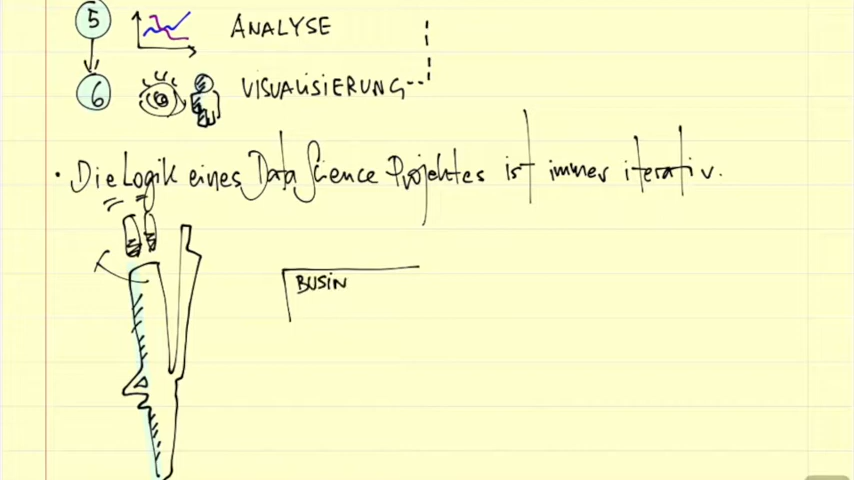 5 ANALYSE
6 VISUALISIERUNG
• Die Logik eines Data Science Projektes ist immer iterativ.
BUSIN